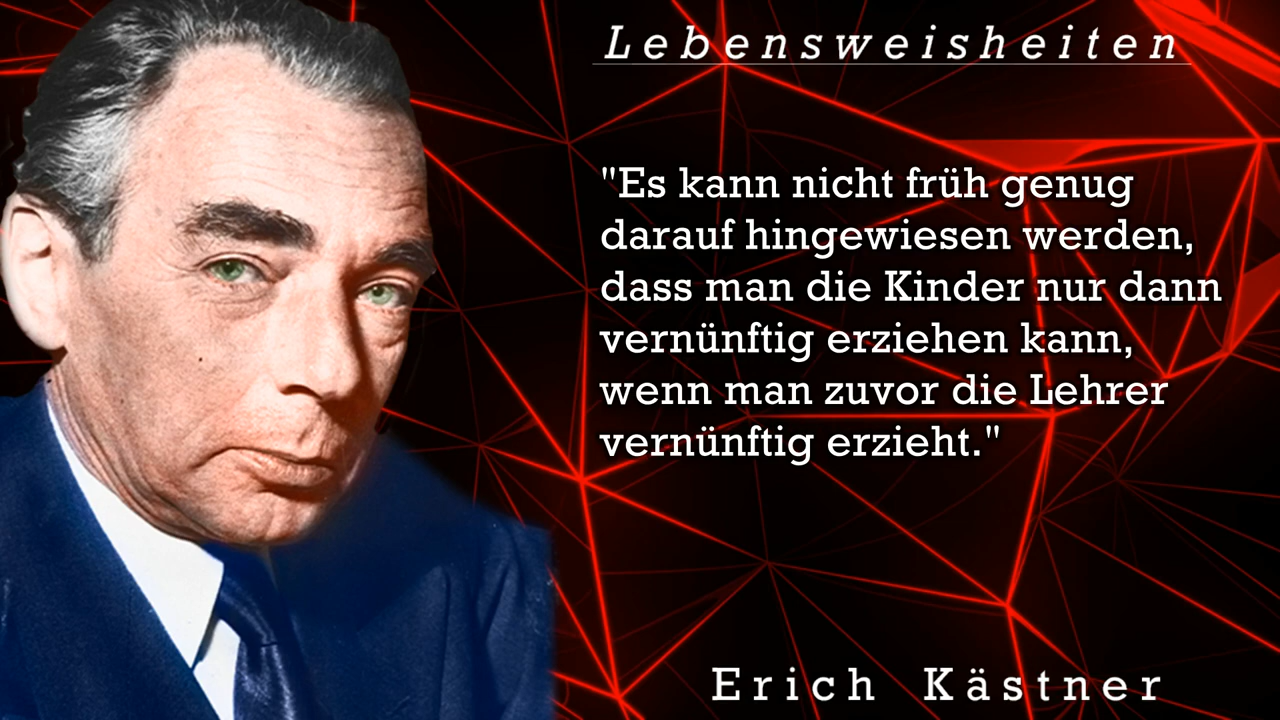 Lebensweisheiten
"Es kann nicht früh genug
darauf hingewiesen werden,
dass man die Kinder nur dann
vernünftig erziehen kann,
wenn man zuvor die Lehrer
vernünftig erzieht."
Erich Kästner